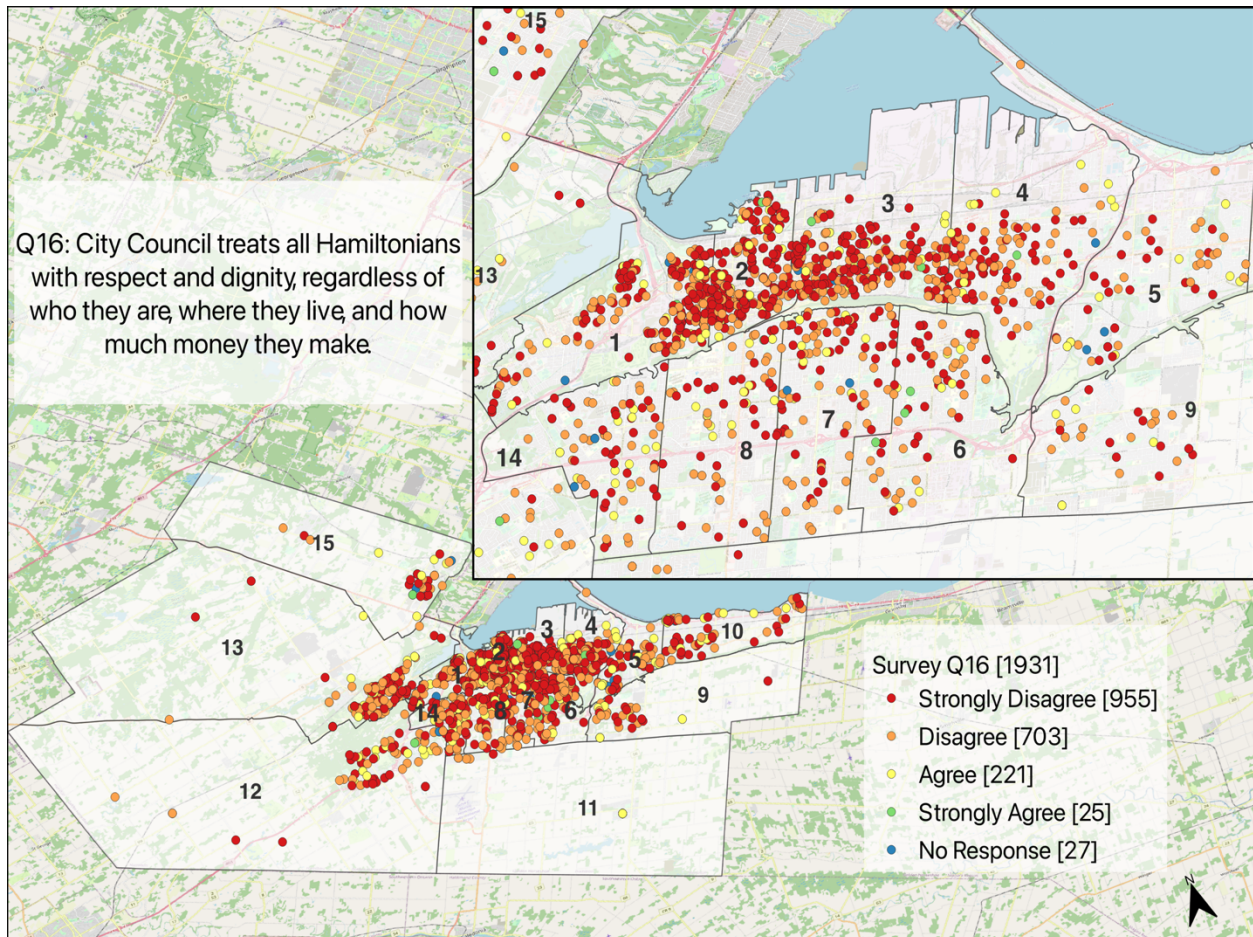 Q16: City Council treats all Hamiltonians
with respect and dignity, regardless of
who they are, where they live, and how
much money they make.
15
13
1
2
3
4
5
14
8
7
6
9
15
13
12
11
14
1
2
3
4
5
10
8
7
6
9
Survey Q16 [1931]
Strongly Disagree [955]
Disagree [703]
Agree [221]
Strongly Agree [25]
No Response [27]
N